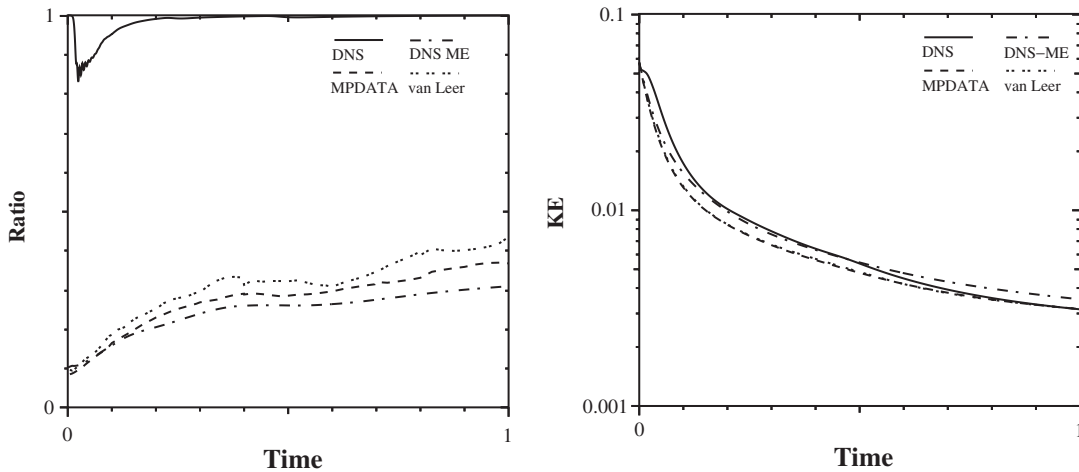 1
DNS
DNS ME
MPDATA
van Leer
Ratio
0
0
1
Time
0.1
DNS
DNS–ME
MPDATA
van Leer
KE
0.01
0.001
0
1
Time